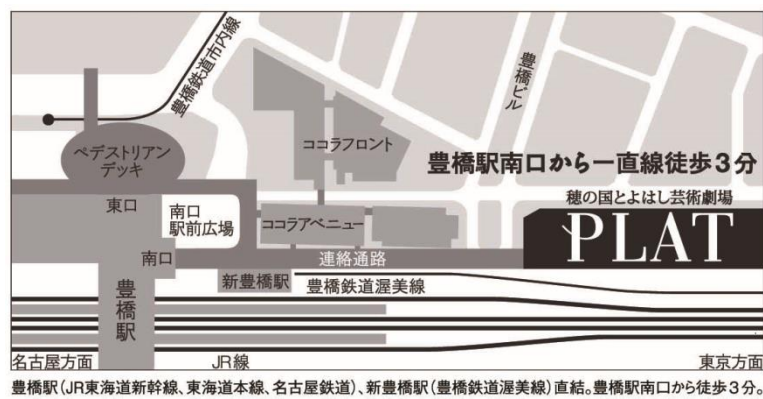 豊橋鉄道市内線
豊橋ビル
ペデストリアン
デッキ
ココラフロント
豊橋駅南口から一直線徒歩3分
穂の国とよはし芸術劇場
PLAT
東口
南口
駅前広場
ココラアベニュー
南口
連絡通路
新豊橋駅
豊橋鉄道渥美線
豊橋駅
名古屋方面
JR線
東京方面
豊橋駅(JR東海道新幹線、東海道本線、名古屋鉄道)、新豊橋駅(豊橋鉄道渥美線)直結。豊橋駅南口から徒歩3分。